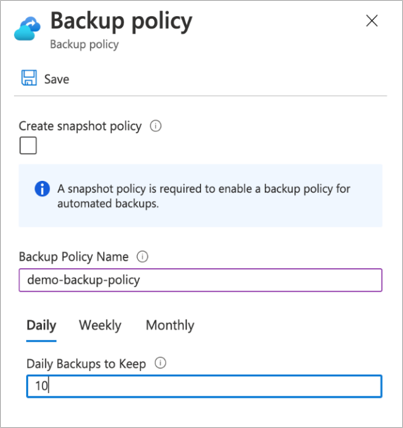 Backup policy
Backup policy
Save
Create snapshot policy
A snapshot policy is required to enable a backup policy for
automated backups.
Backup Policy Name
demo-backup-policy
Daily Weekly Monthly
Daily Backups to Keep
10